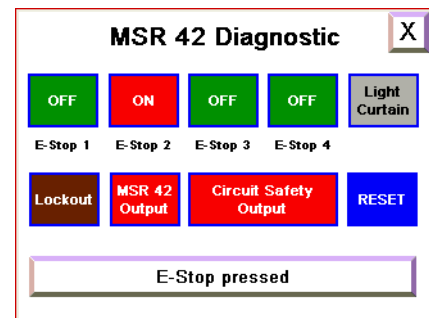 MSR 42 Diagnostic X
OFF ON OFF OFF Light
Curtain
E-Stop 1 E-Stop 2 E-Stop 3 E-Stop 4
Lockout MSR 42
Output Circuit Safety
Output RESET
E-Stop pressed